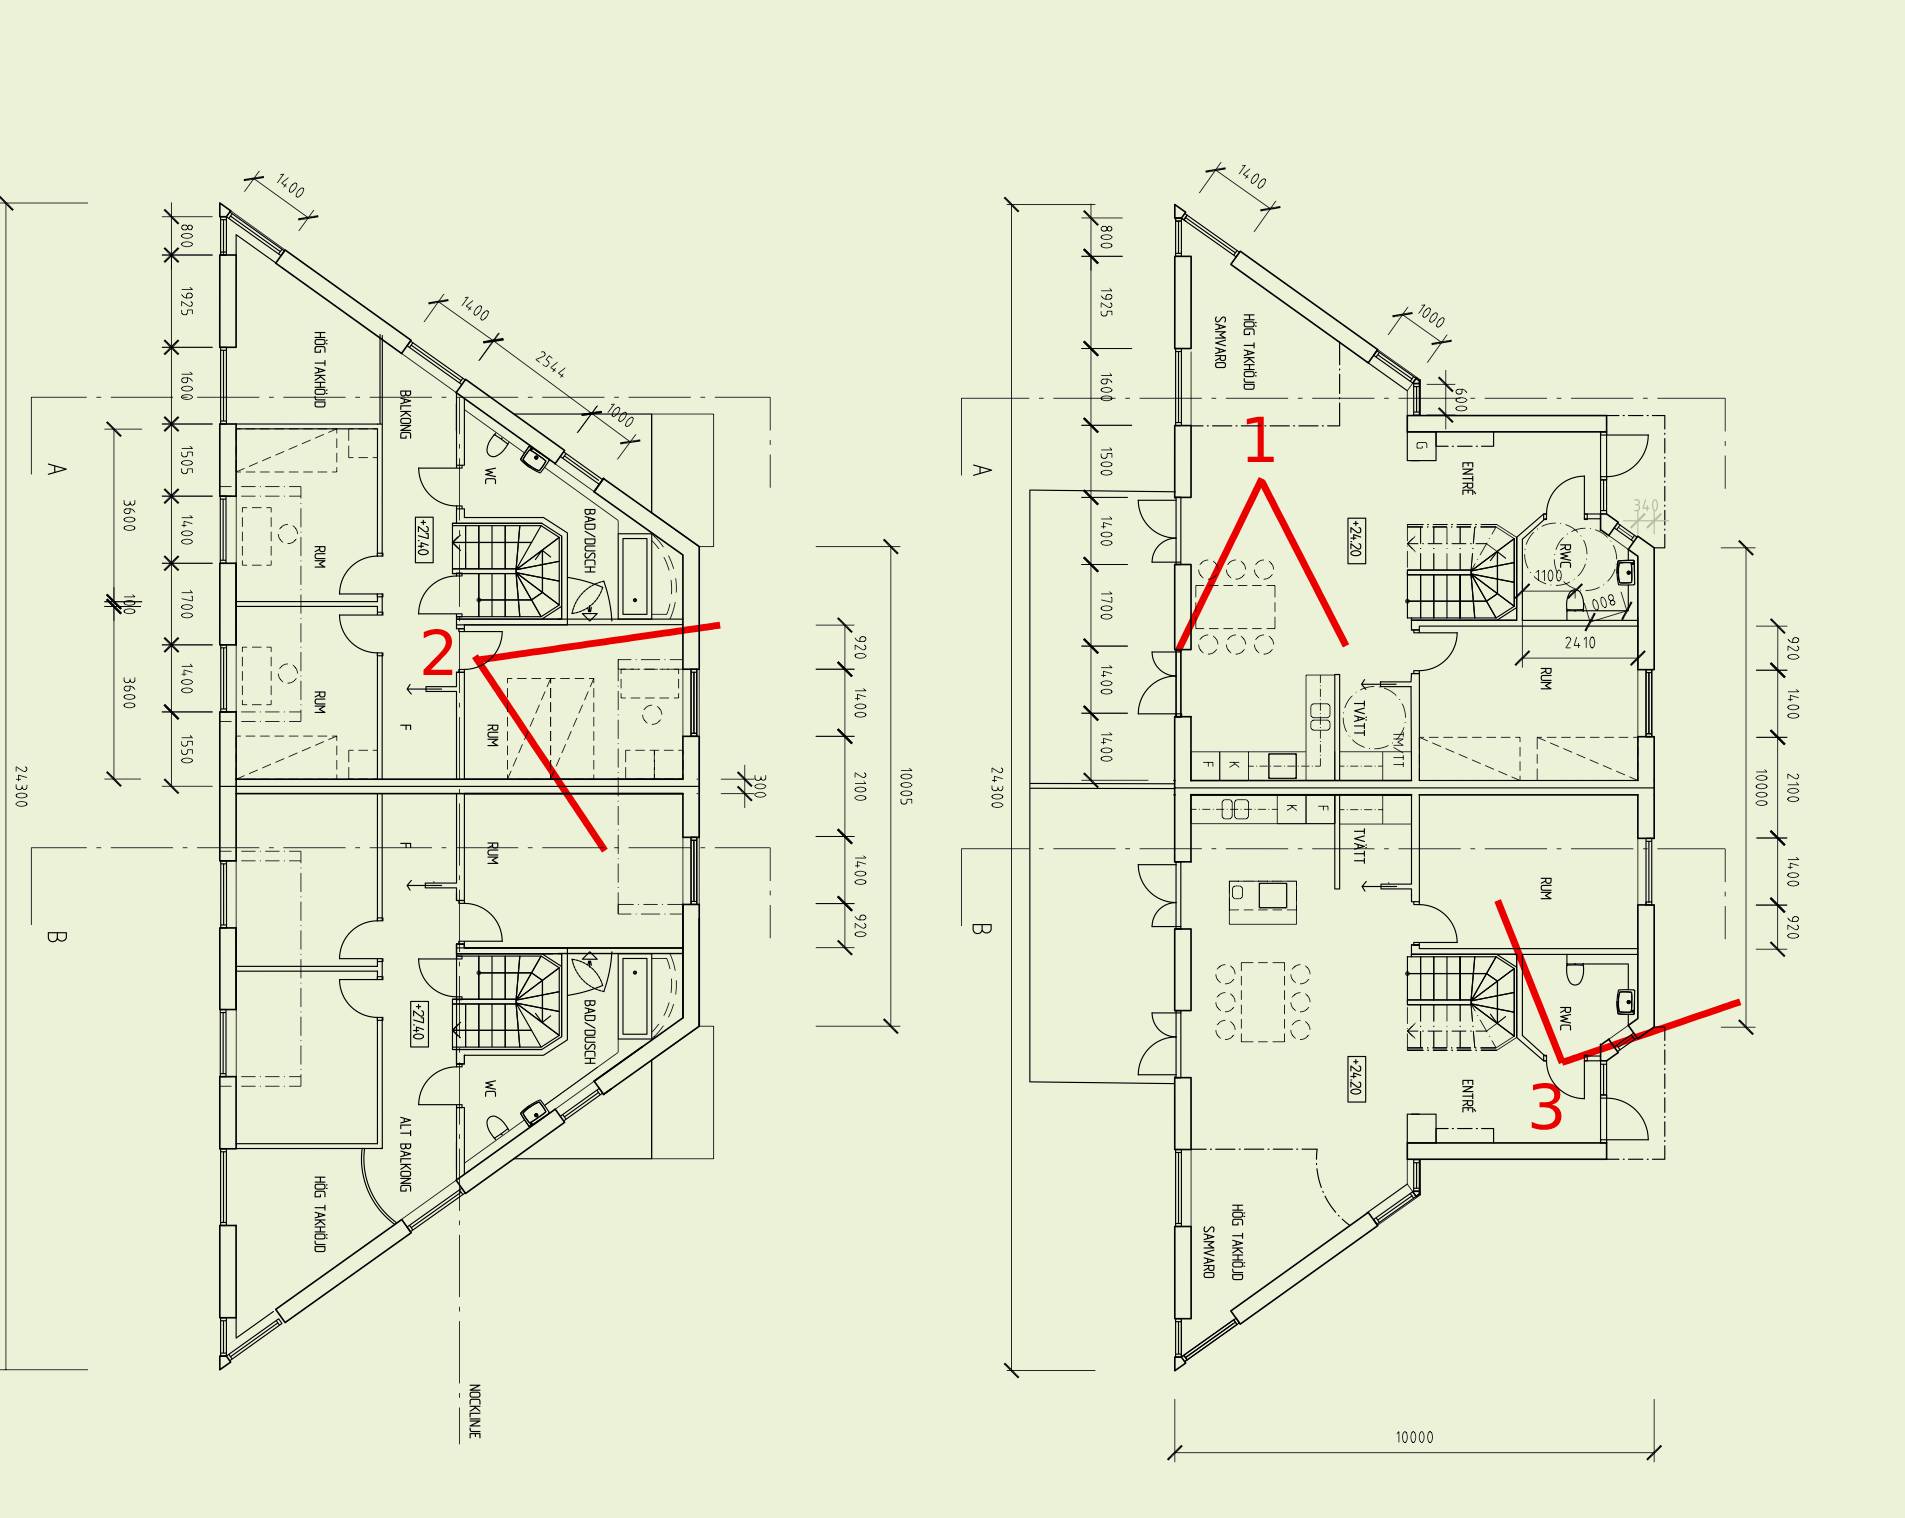 1400
800
1925
1600
1505
1400
1700
1400
1550
3600
100
3600
24300
A
B
1400
2544
1000
HÖG TAKHÖJD
BALKONG
WC
BAD/DUSCH
+27.40
RUM
RUM
F
RUM
2
F
RUM
+27.40
BAD/DUSCH
WC
ALT BALKONG
HÖG TAKHÖJD
NOCKLINJE
920
1400
2100
1400
920
300
10005
1400
800
1925
1600
1500
1400
1700
1400
1400
24300
A
B
1000
600
HÖG TAKHÖJD
SAMVARO
1
G
ENTRÉ
340
+24.20
RWC
1100
800
2410
RUM
TVÄTT
TM/TT
F
K
K
F
TVÄTT
RUM
RWC
+24.20
ENTRÉ
3
HÖG TAKHÖJD
SAMVARO
920
1400
2100
1400
920
10000
10000